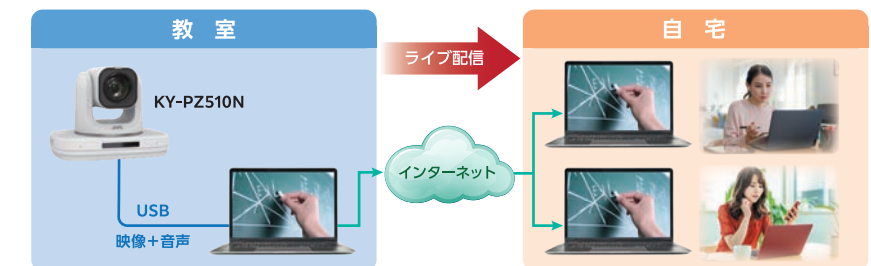 教 室
ライブ配信
自 宅
KY-PZ510N
インターネット
USB
映像＋音声